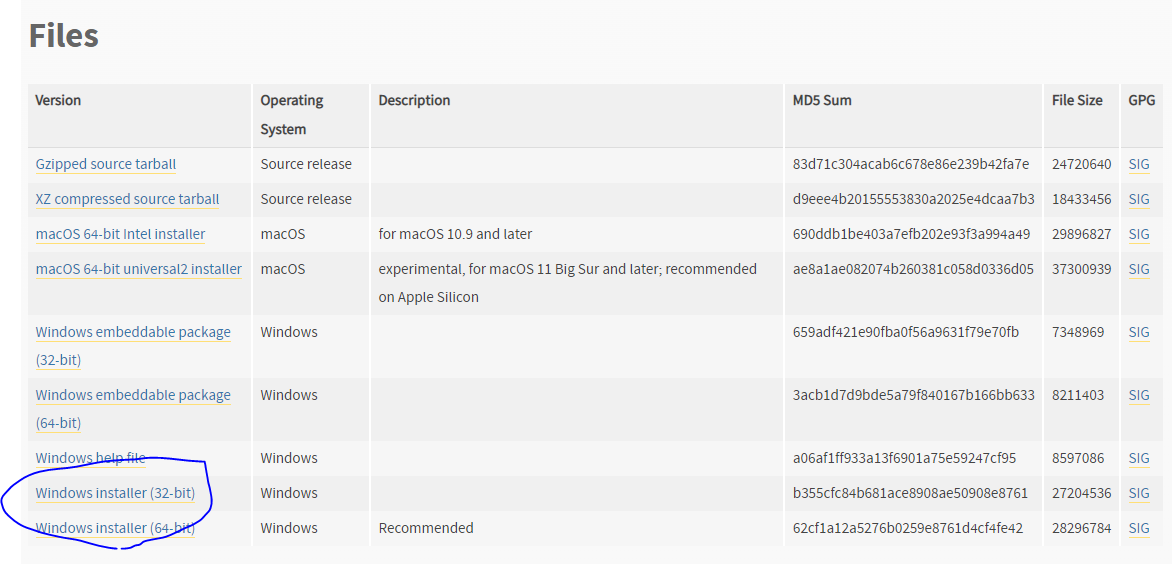 Files
Version Operating System Description MD5 Sum File Size GPG
Gzipped source tarball Source release 83d71c304acab6c678e86e239b42fa7e 24720640 SIG
XZ compressed source tarball Source release d9eee4b20155553830a2025e4dcaa7b3 18433456 SIG
macOS 64-bit Intel installer macOS for macOS 10.9 and later 690ddb1be403a7efb202e93f3a994a49 29896827 SIG
macOS 64-bit universal2 installer macOS experimental, for macOS 11 Big Sur and later; recommended ae8a1ae082074b260381c058d0336d05 37300939 SIG
on Apple Silicon
Windows embeddable package Windows 659adf421e90fba0f56a9631f79e70fb 7348969 SIG
(32-bit)
Windows embeddable package Windows 3acb1d7d9bde5a79f840167b166bb633 8211403 SIG
(64-bit)
Windows help file Windows a06af1ff933a13f6901a75e59247cf95 8597086 SIG
Windows installer (32-bit) Windows b355cfc84b681ace8908ae50908e8761 27204536 SIG
Windows installer (64-bit) Windows Recommended 62cf1a12a5276b0259e8761d4cf4fe42 28296784 SIG